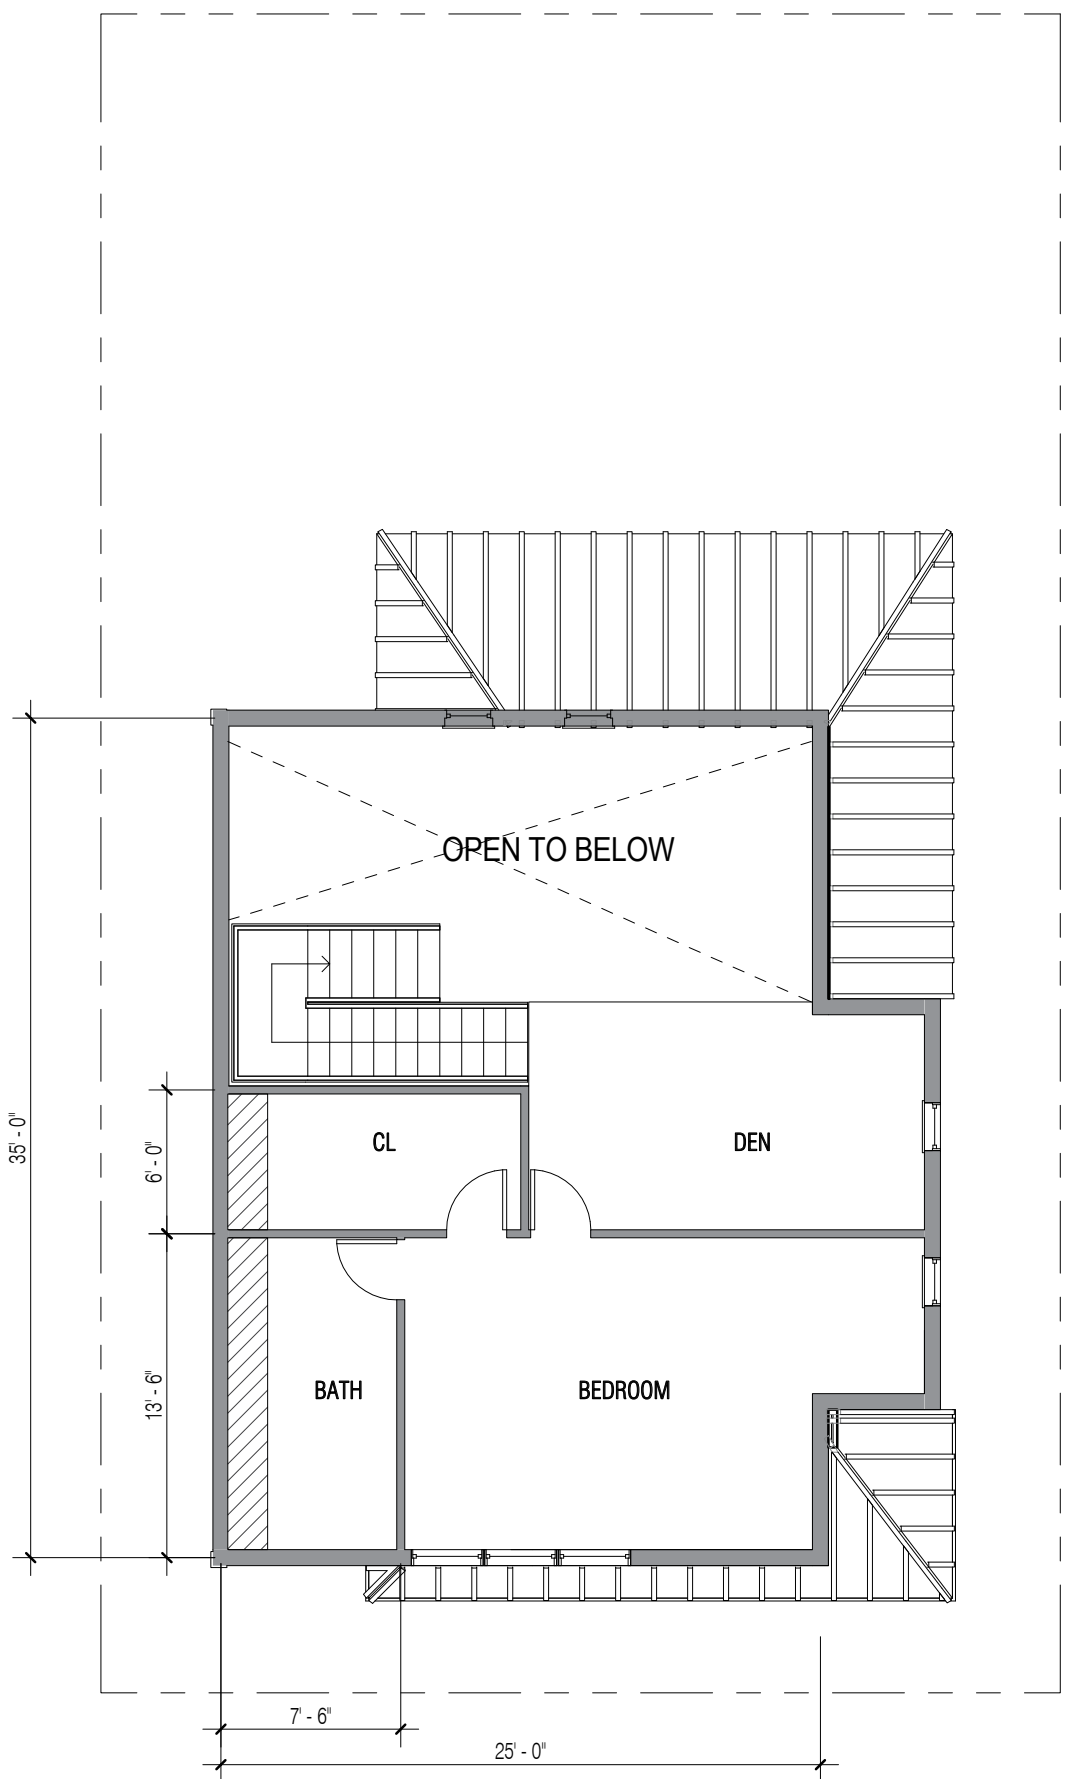 OPEN TO BELOW
CL
DEN
6' - 0"
35' - 0"
13' - 6"
BATH
BEDROOM
7' - 6"
25' - 0"